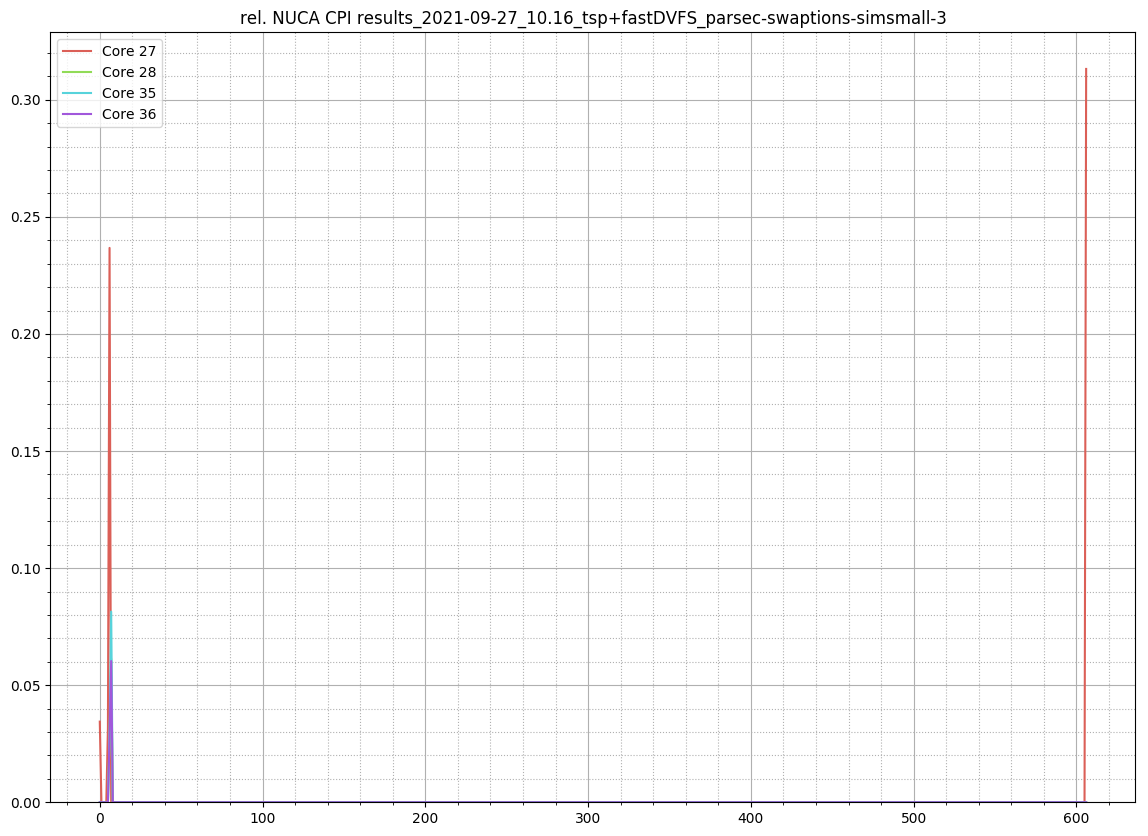 rel. NUCA CPI results_2021-09-27_10.16_tsp+fastDVFS_parsec-swaptions-simsmall-3
Core 27
Core 28
Core 35
Core 36
0.30
0.25
0.20
0.15
0.10
0.05
0.00
0 100 200 300 400 500 600